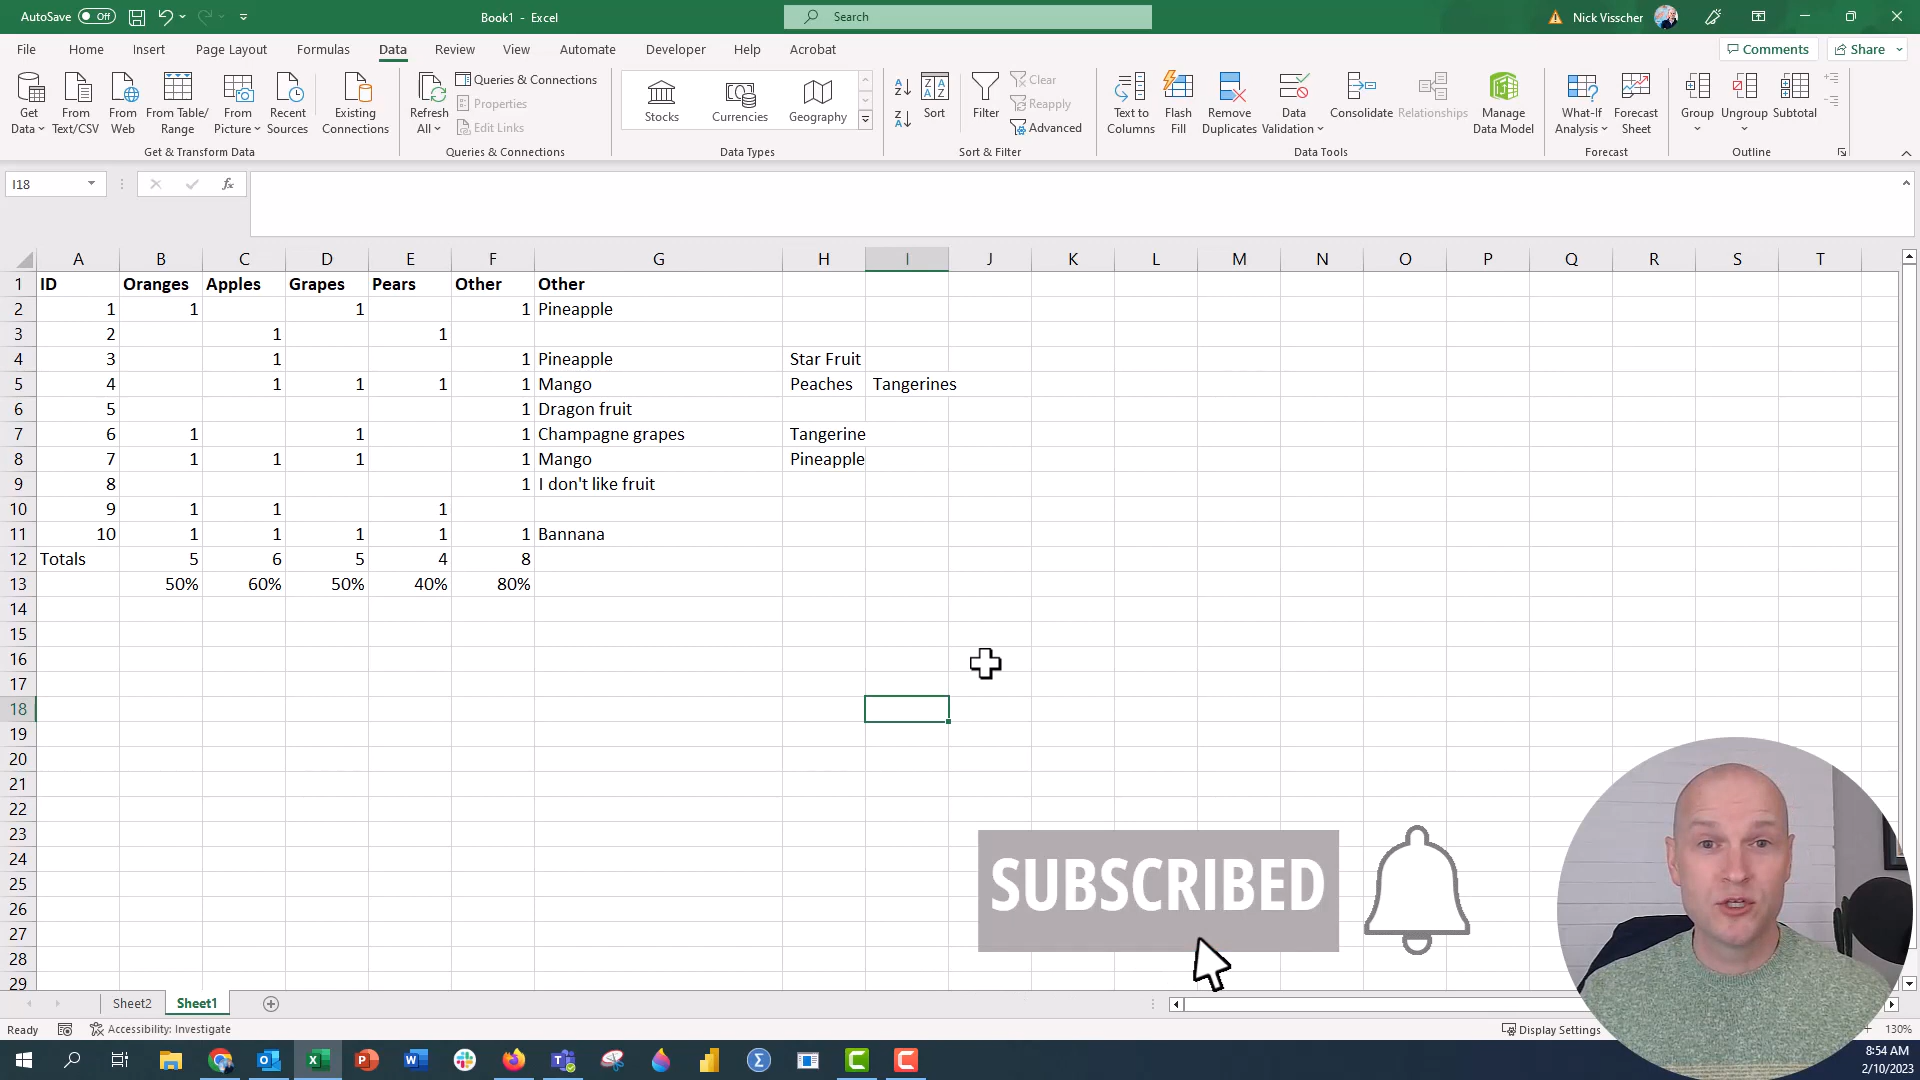 AutoSave Off
Book1 - Excel
Search
Nick Visscher
File Home Insert Page Layout Formulas Data Review View Automate Developer Help Acrobat
Comments Share
Get Data
From Text/CSV
From Web
From Table/ Range
From Picture
Recent Sources
Existing Connections
Get & Transform Data
Refresh All
Queries & Connections
Properties
Edit Links
Queries & Connections
Stocks
Currencies
Geography
Data Types
Sort
Filter
Clear
Reapply
Advanced
Sort & Filter
Text to Columns
Flash Fill
Remove Duplicates
Data Validation
Consolidate
Relationships
Manage Data Model
Data Tools
What-If Analysis
Forecast Sheet
Forecast
Group
Ungroup
Subtotal
Outline
I18
fx
A B C D E F G H I J K L M N O P Q R S T
1 ID Oranges Apples Grapes Pears Other Other
2 1 1 1 1 Pineapple
3 2 1 1
4 3 1 1 Pineapple Star Fruit
5 4 1 1 1 1 Mango Peaches Tangerines
6 5 1 Dragon fruit
7 6 1 1 1 Champagne grapes Tangerine
8 7 1 1 1 1 Mango Pineapple
9 8 1 I don't like fruit
10 9 1 1 1
11 10 1 1 1 1 1 Bannana
12 Totals 5 6 5 4 8
13 50% 60% 50% 40% 80%
14
15
16
17
18
19
20
21
22
23
24
25
26
27
28
29
SUBSCRIBED
Sheet2 Sheet1
Ready Accessibility: Investigate
Display Settings
130%
8:54 AM
2/10/2023